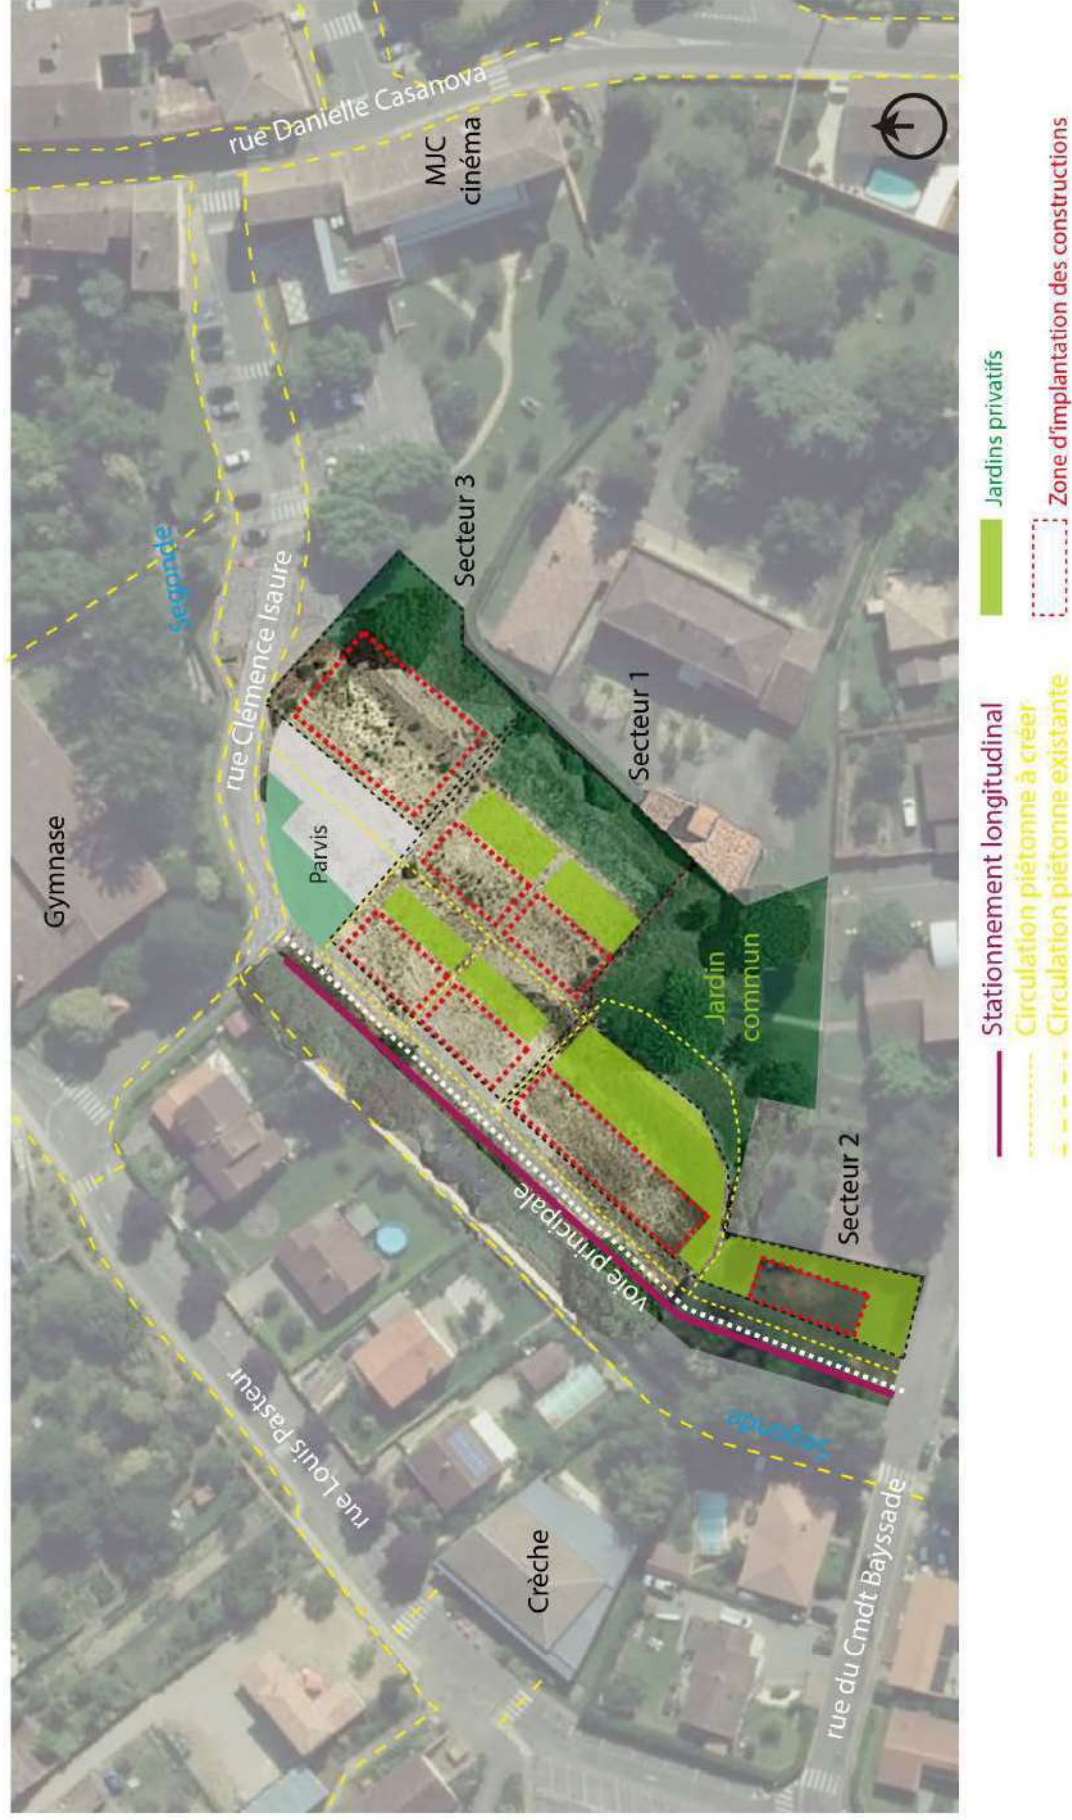 Gymnase
Segonde
rue Clémence Isaure
rue Danielle Casanova
MJC
cinéma
Parvis
Secteur 3
Secteur 1
Jardin
commun
voie principale
rue Louis Pasteur
Crèche
Segonde
Secteur 2
rue du Cmdt Bayssade
Stationnement longitudinal
Circulation piétonne à créer
Circulation piétonne existante
Jardins privatifs
Zone d'implantation des constructions